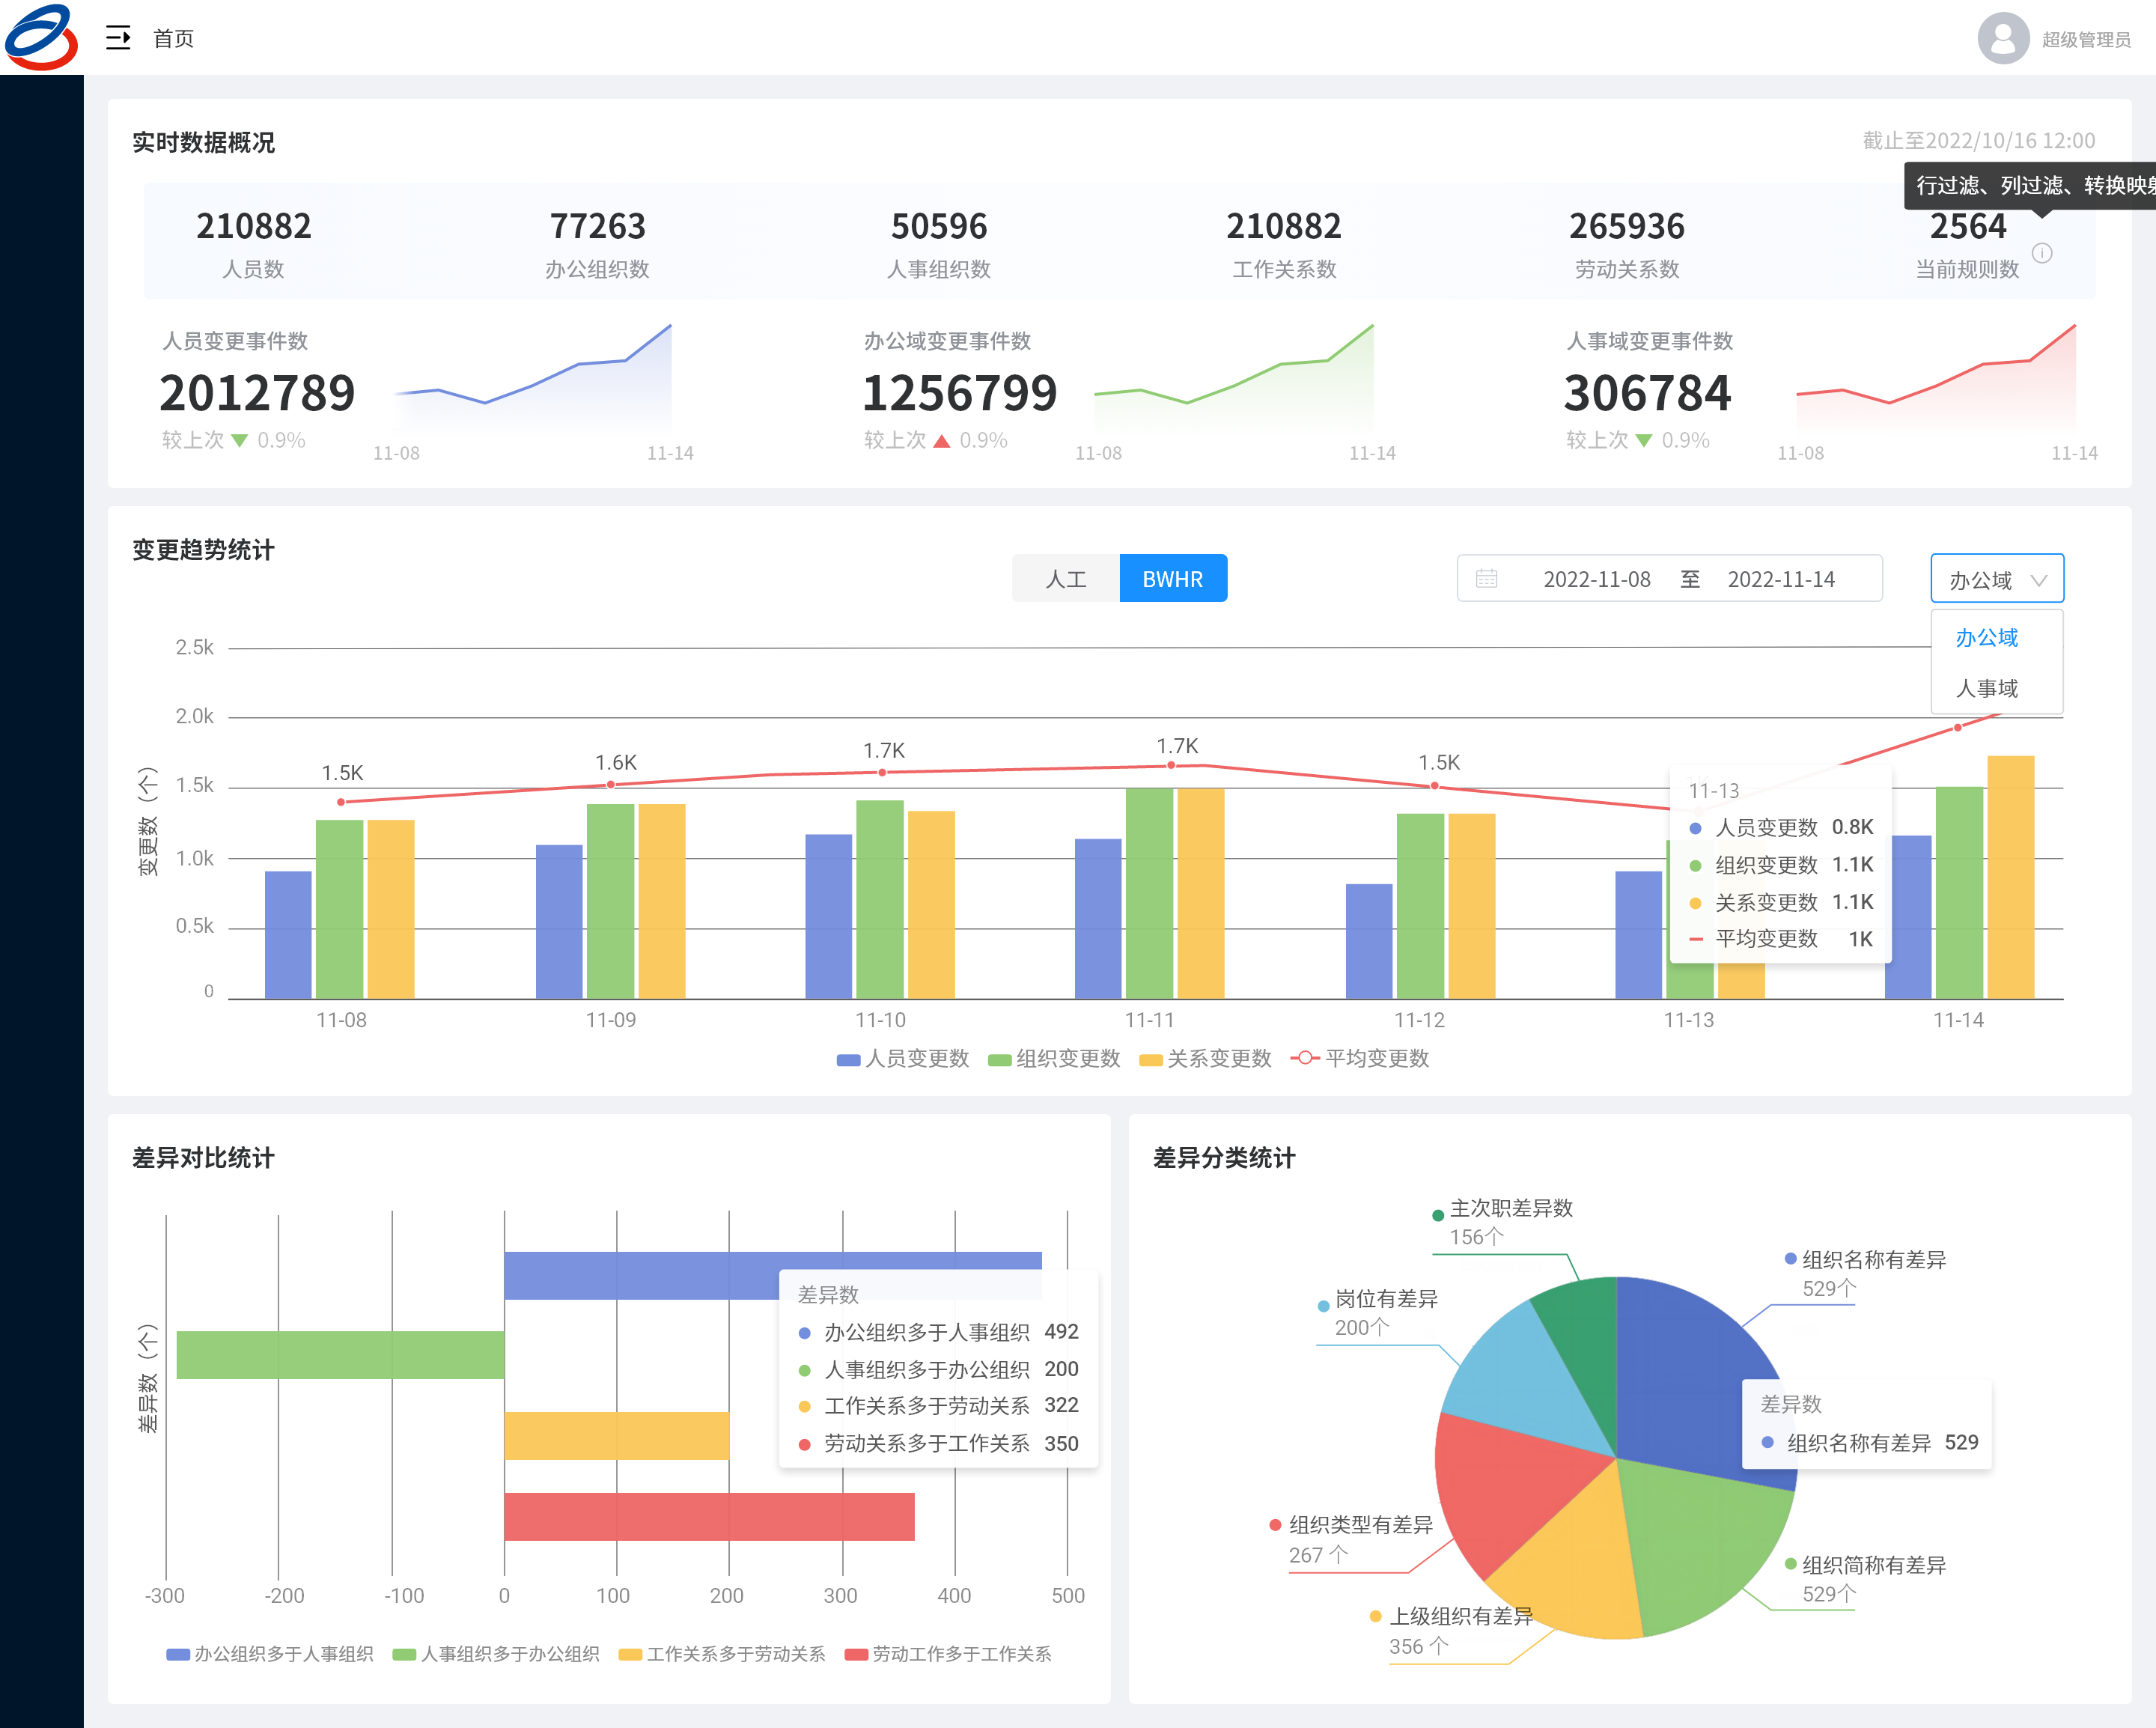 首页
超级管理员
实时数据概况
截止至2022/10/16 12:00
行过滤、列过滤、转换映
210882
77263
50596
210882
265936
2564
人员数
办公组织数
人事组织数
工作关系数
劳动关系数
当前规则数
人员变更事件数
2012789
较上次 0.9%
11-08
11-14
办公域变更事件数
1256799
较上次 0.9%
11-08
11-14
人事域变更事件数
306784
较上次 0.9%
11-08
11-14
变更趋势统计
人工
BWHR
2022-11-08 至 2022-11-14
办公域
办公域
人事域
变更数（个）
2.5k
2.0k
1.5k
1.0k
0.5k
0
1.5K
1.6K
1.7K
1.7K
1.5K
11-13
人员变更数 0.8K
组织变更数 1.1K
关系变更数 1.1K
平均变更数 1K
11-08
11-09
11-10
11-11
11-12
11-13
11-14
人员变更数
组织变更数
关系变更数
平均变更数
差异对比统计
差异数（个）
差异数
办公组织多于人事组织 492
人事组织多于办公组织 200
工作关系多于劳动关系 322
劳动关系多于工作关系 350
-300
-200
-100
0
100
200
300
400
500
办公组织多于人事组织
人事组织多于办公组织
工作关系多于劳动关系
劳动工作多于工作关系
差异分类统计
主次职差异数
156个
组织名称有差异
529个
岗位有差异
200个
差异数
组织名称有差异 529
组织类型有差异
267 个
组织简称有差异
529个
上级组织有差异
356 个